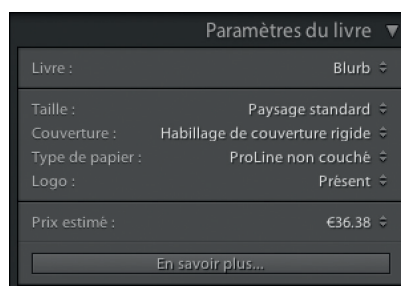 Paramètres du livre
Livre : Blurb
Taille : Paysage standard
Couverture : Habillage de couverture rigide
Type de papier : ProLine non couché
Logo : Présent
Prix estimé : €36.38
En savoir plus...